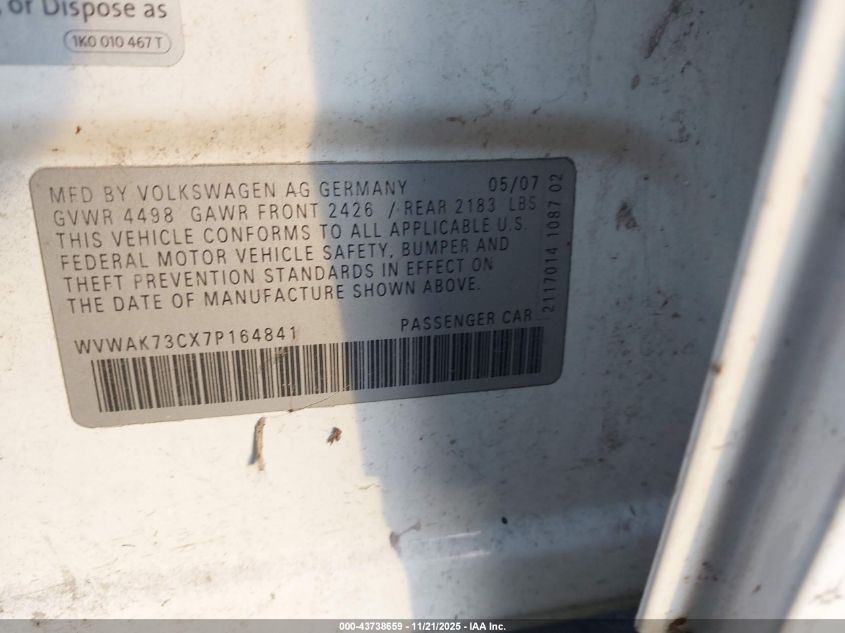 or Dispose as
1K0 010 467 T
MFD BY VOLKSWAGEN AG GERMANY 05/07
GVWR 4498 GAWR FRONT 2426 / REAR 2183 LBS
THIS VEHICLE CONFORMS TO ALL APPLICABLE U.S.
FEDERAL MOTOR VEHICLE SAFETY, BUMPER AND
THEFT PREVENTION STANDARDS IN EFFECT ON
THE DATE OF MANUFACTURE SHOWN ABOVE.
WVWAK73CX7P164841 PASSENGER CAR
2117014 1087 02
000-43738659 - 11/21/2025 - IAA Inc.